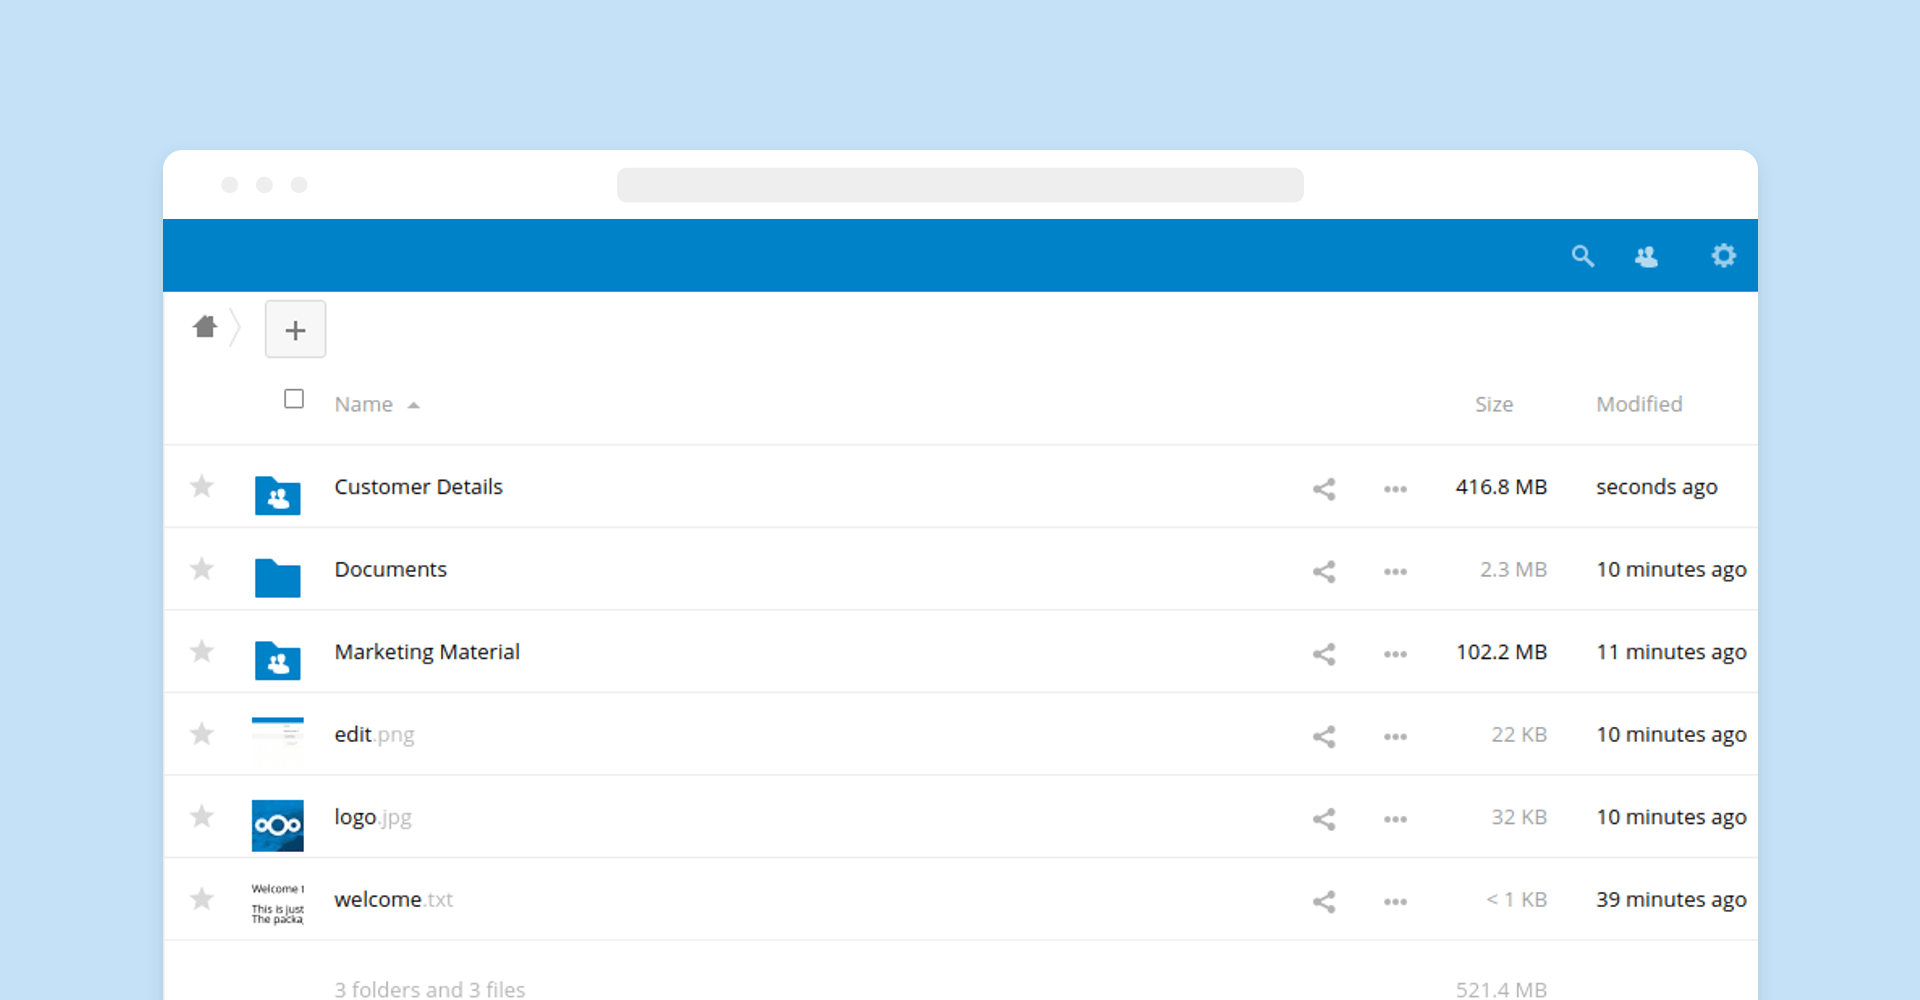 Name Size Modified
Customer Details 416.8 MB seconds ago
Documents 2.3 MB 10 minutes ago
Marketing Material 102.2 MB 11 minutes ago
edit.png 22 KB 10 minutes ago
logo.jpg 32 KB 10 minutes ago
Welcome t
This is just
The packa
welcome.txt < 1 KB 39 minutes ago
3 folders and 3 files 521.4 MB